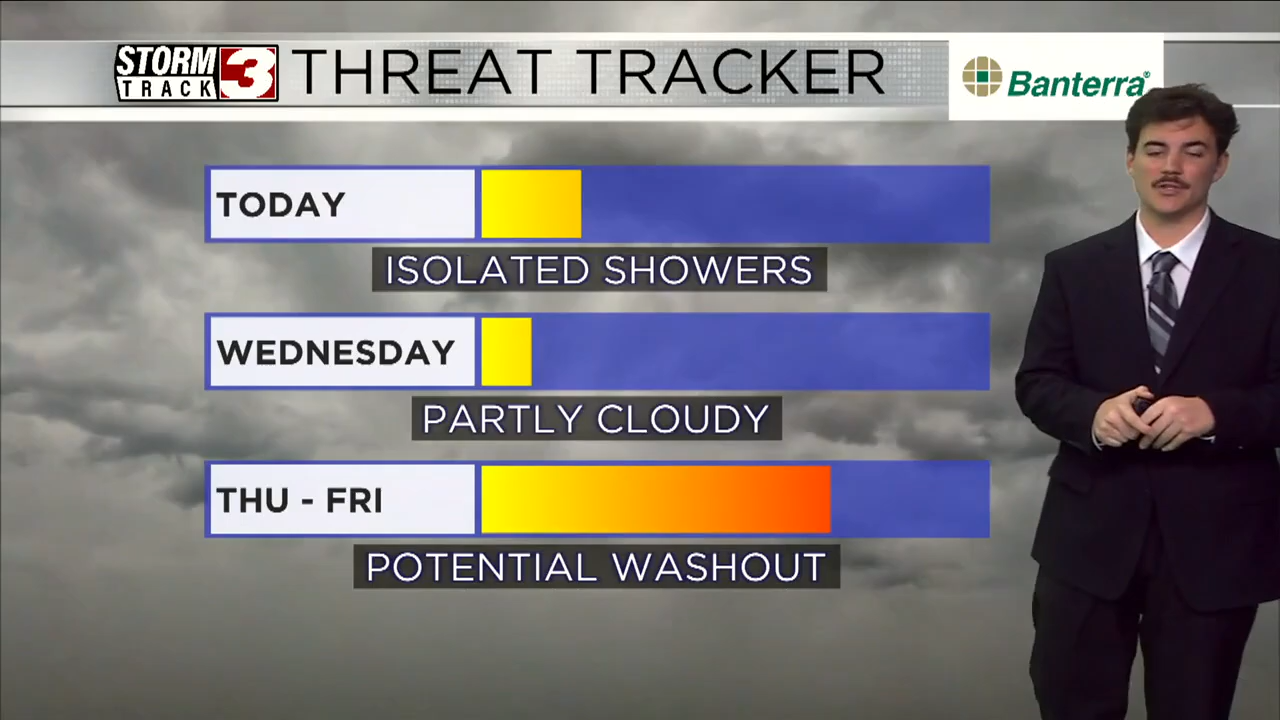 STORM
TRACK
3
THREAT TRACKER
Banterra®
TODAY
ISOLATED SHOWERS
WEDNESDAY
PARTLY CLOUDY
THU - FRI
POTENTIAL WASHOUT